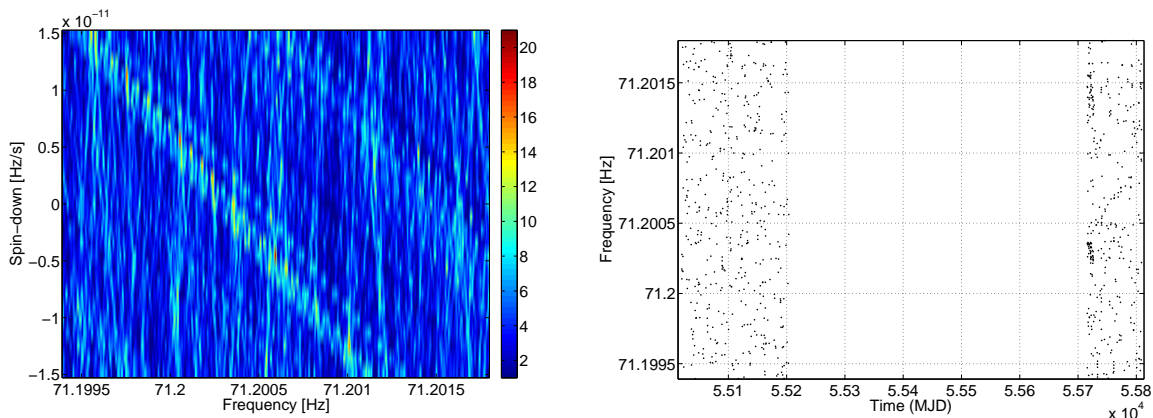 x 10⁻¹¹
1.5
1
0.5
0
−0.5
−1
−1.5
Spin−down [Hz/s]
71.1995 71.2 71.2005 71.201 71.2015
Frequency [Hz]
20
18
16
14
12
10
8
6
4
2
71.2015
71.201
71.2005
71.2
71.1995
Frequency [Hz]
5.51 5.52 5.53 5.54 5.55 5.56 5.57 5.58
Time (MJD)
x 10⁴